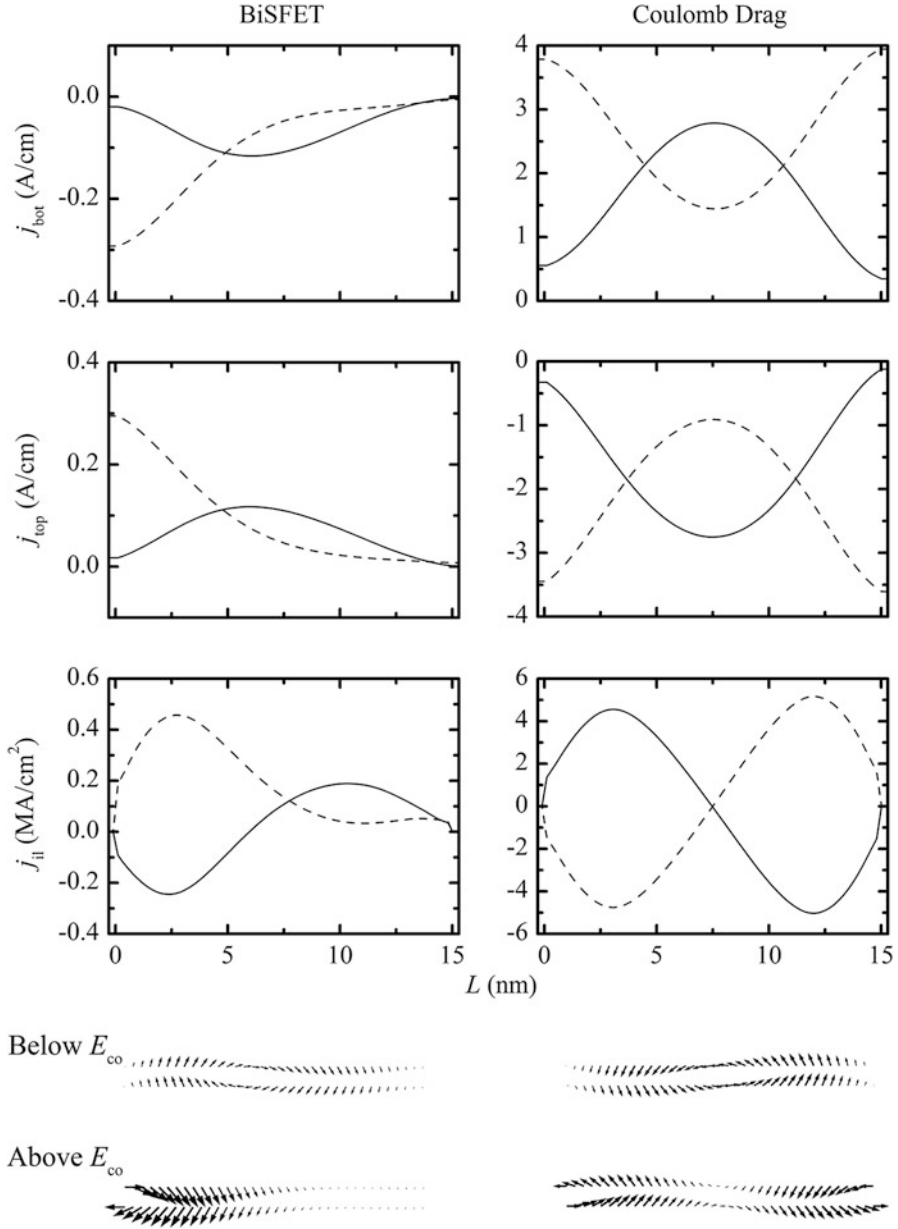 BiSFET
Coulomb Drag
0.0
-0.2
-0.4
j_bot (A/cm)
4
3
2
1
0
0.4
0.2
0.0
j_top (A/cm)
0
-1
-2
-3
-4
0.6
0.4
0.2
0.0
-0.2
-0.4
j_il (MA/cm²)
6
4
2
0
-2
-4
-6
0 5 10 15
0 5 10 15
L (nm)
Below E_co
Above E_co